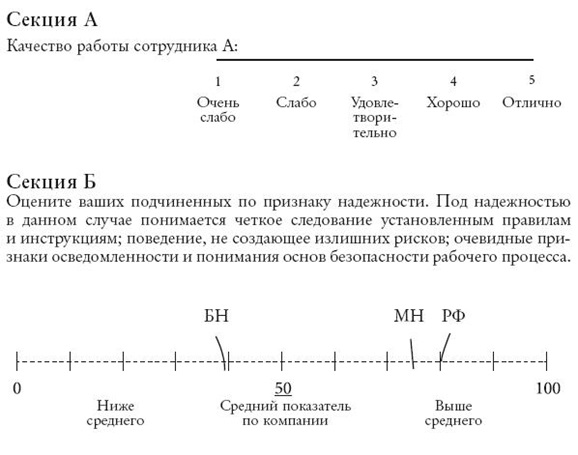 Секция А
Качество работы сотрудника А:
1 2 3 4 5
Очень Слабо Удовле- Хорошо Отлично
слабо твори-
тельно
Секция Б
Оцените ваших подчиненных по признаку надежности. Под надежностью
в данном случае понимается четкое следование установленным правилам
и инструкциям; поведение, не создающее излишних рисков; очевидные при-
знаки осведомленности и понимания основ безопасности рабочего процесса.
БН МН РФ
0 50 100
Ниже Средний показатель Выше
среднего по компании среднего